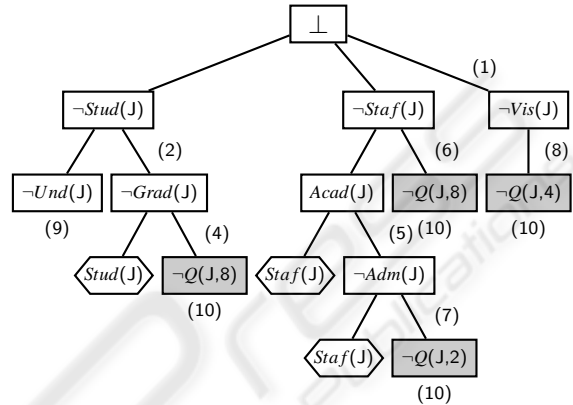 ⊥
(1)
¬Stud(J) ¬Staf(J) ¬Vis(J)
(2) (6) (8)
¬Und(J) ¬Grad(J) Acad(J) ¬Q(J,8) ¬Q(J,4)
(9) (4) (5) (10) (10)
Stud(J) ¬Q(J,8) Staf(J) ¬Adm(J)
(10) (7)
Staf(J) ¬Q(J,2)
(10)